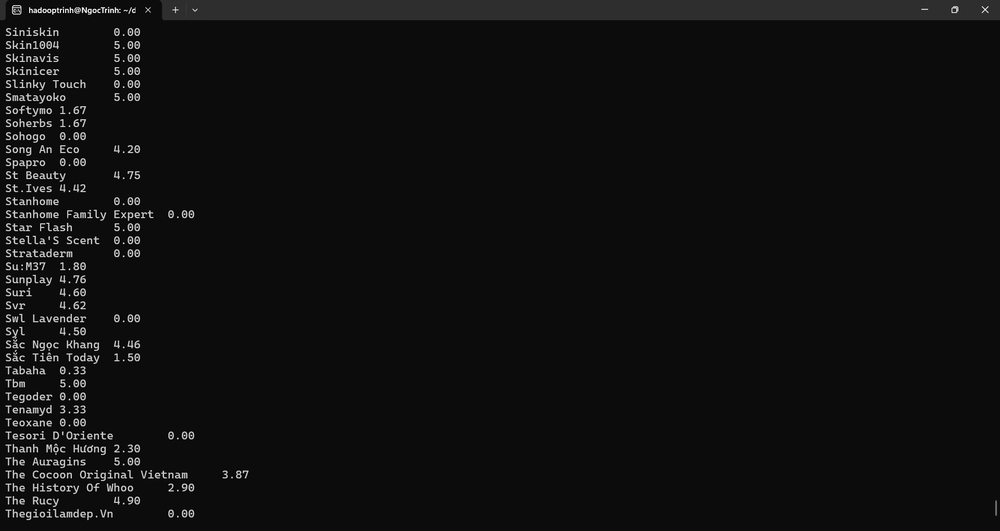 hadooptrinh@NgocTrinh: ~/d
Siniskin 0.00
Skin1004 5.00
Skinavis 5.00
Skinicer 5.00
Slinky Touch 0.00
Smatayoko 5.00
Softymo 1.67
Soherbs 1.67
Sohogo 0.00
Song An Eco 4.20
Spapro 0.00
St Beauty 4.75
St.Ives 4.42
Stanhome 0.00
Stanhome Family Expert 0.00
Star Flash 5.00
Stella'S Scent 0.00
Strataderm 0.00
Su:M37 1.80
Sunplay 4.76
Suri 4.60
Svr 4.62
Swl Lavender 0.00
Syl 4.50
Sắc Ngọc Khang 4.46
Sắc Tiên Today 1.50
Tabaha 0.33
Tbm 5.00
Tegoder 0.00
Tenamyd 3.33
Teoxane 0.00
Tesori D'Oriente 0.00
Thanh Mộc Hương 2.30
The Auragins 5.00
The Cocoon Original Vietnam 3.87
The History Of Whoo 2.90
The Rucy 4.90
Thegioilamdep.Vn 0.00